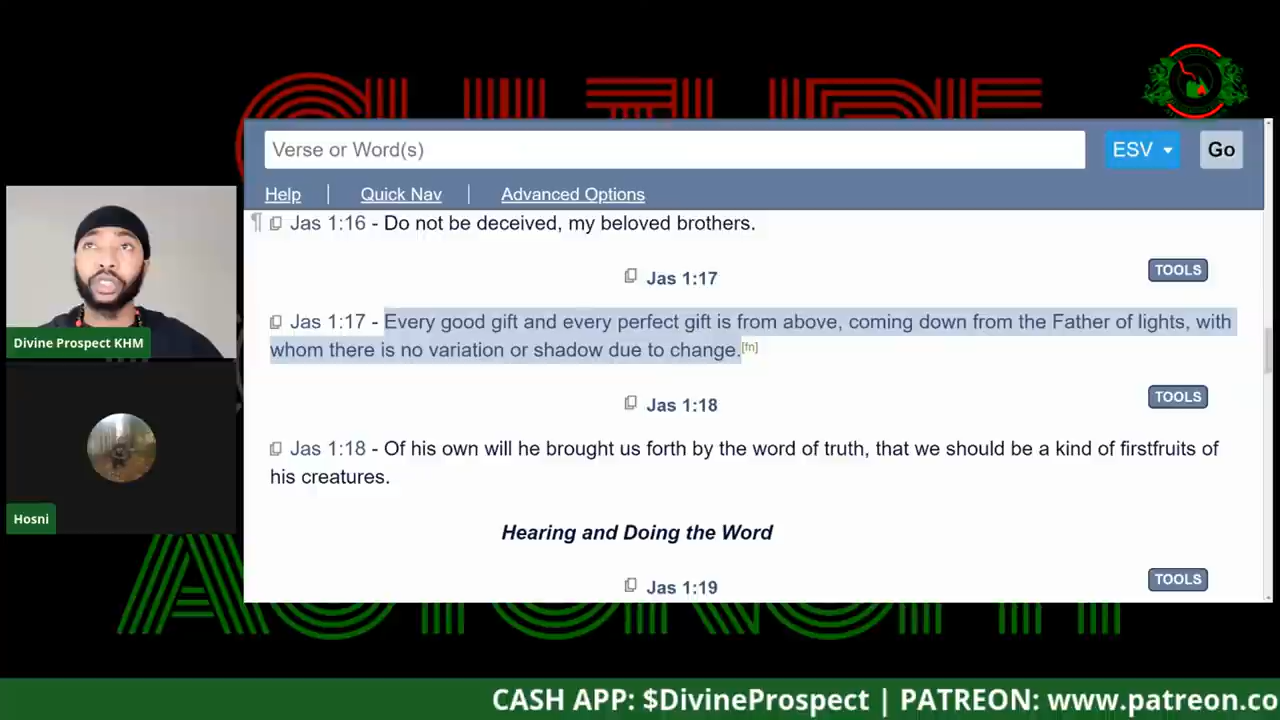 Verse or Word(s)
ESV
Go
Help | Quick Nav | Advanced Options
¶ Jas 1:16 - Do not be deceived, my beloved brothers.
Jas 1:17
TOOLS
Jas 1:17 - Every good gift and every perfect gift is from above, coming down from the Father of lights, with
whom there is no variation or shadow due to change.[fn]
Jas 1:18
TOOLS
Jas 1:18 - Of his own will he brought us forth by the word of truth, that we should be a kind of firstfruits of
his creatures.
Hearing and Doing the Word
Jas 1:19
TOOLS
Divine Prospect KHM
Hosni
CASH APP: $DivineProspect | PATREON: www.patreon.co